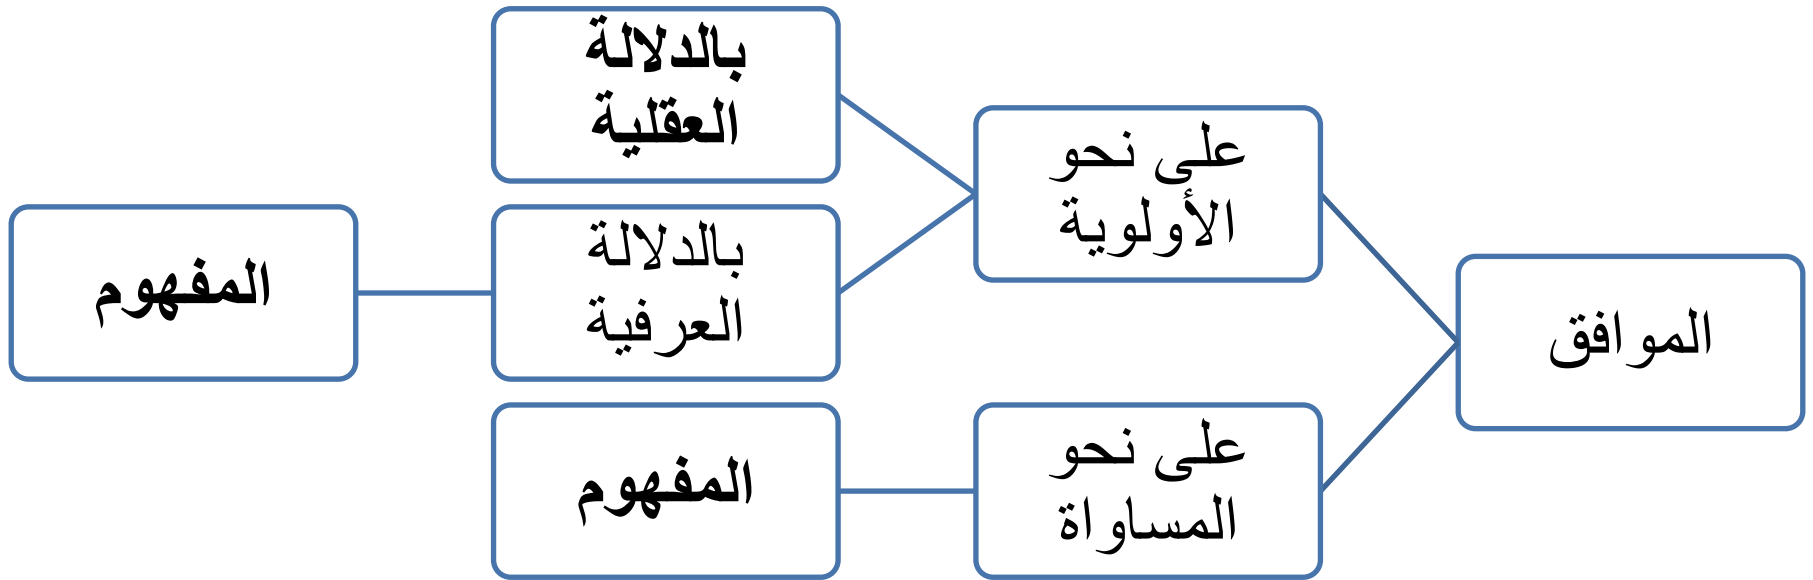 الموافق
على نحو
الأولوية
بالدلالة
العقلية
بالدلالة
العرفية
المفهوم
على نحو
المساواة
المفهوم